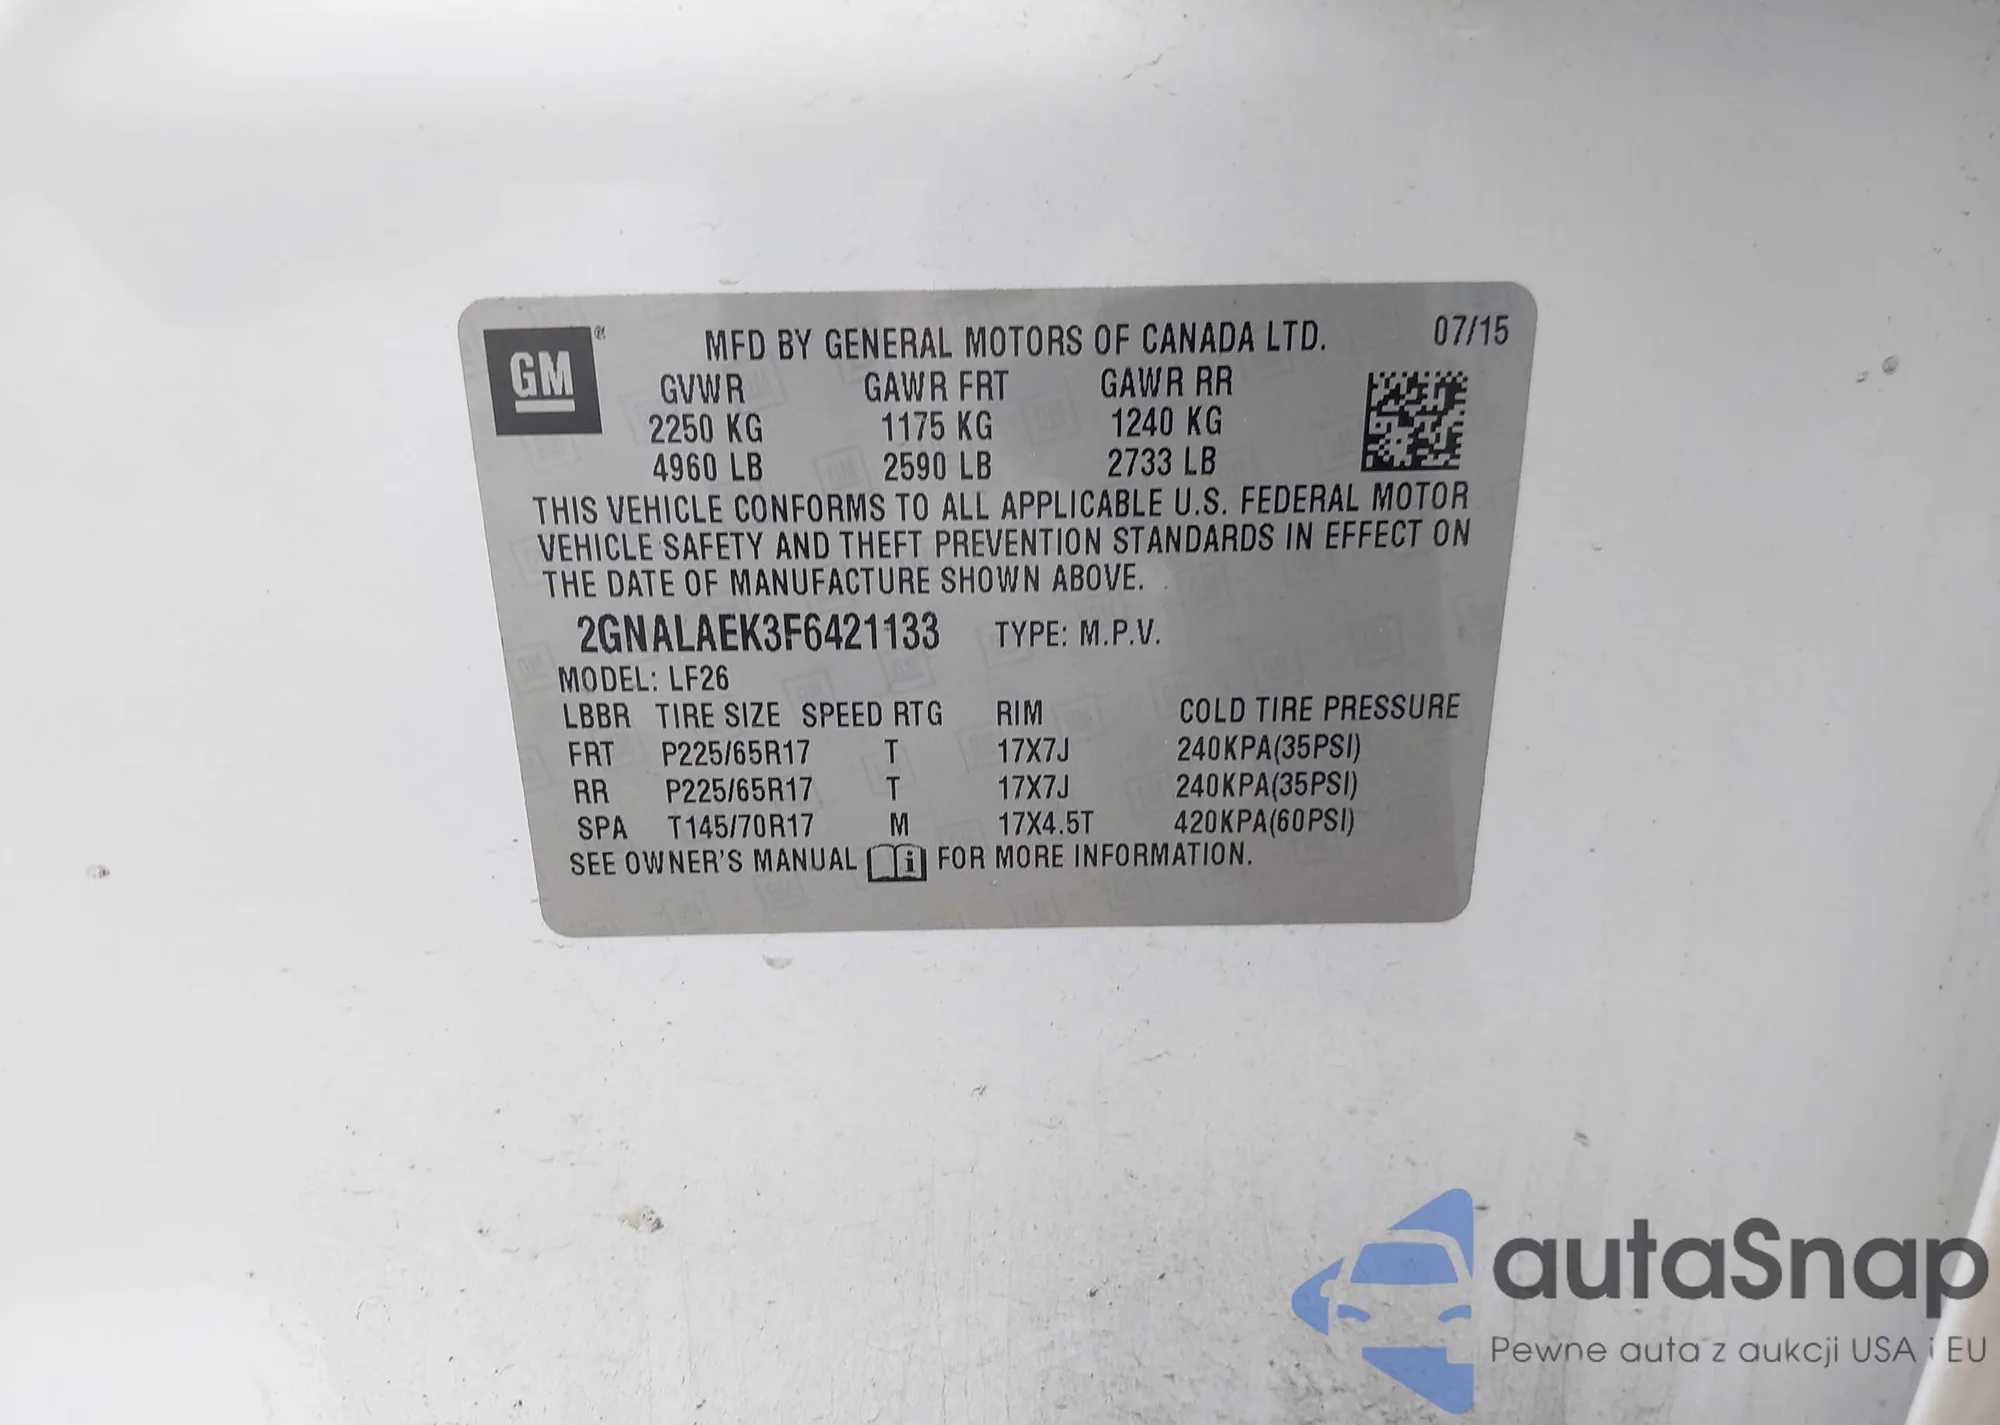 GM ® MFD BY GENERAL MOTORS OF CANADA LTD. 07/15
GVWR GAWR FRT GAWR RR
2250 KG 1175 KG 1240 KG
4960 LB 2590 LB 2733 LB
THIS VEHICLE CONFORMS TO ALL APPLICABLE U.S. FEDERAL MOTOR
VEHICLE SAFETY AND THEFT PREVENTION STANDARDS IN EFFECT ON
THE DATE OF MANUFACTURE SHOWN ABOVE.
2GNALAEK3F6421133 TYPE: M.P.V.
MODEL: LF26
LBBR TIRE SIZE SPEED RTG RIM COLD TIRE PRESSURE
FRT P225/65R17 T 17X7J 240KPA(35PSI)
RR P225/65R17 T 17X7J 240KPA(35PSI)
SPA T145/70R17 M 17X4.5T 420KPA(60PSI)
SEE OWNER'S MANUAL i FOR MORE INFORMATION.
autaSnap
Pewne auta z aukcji USA i EU